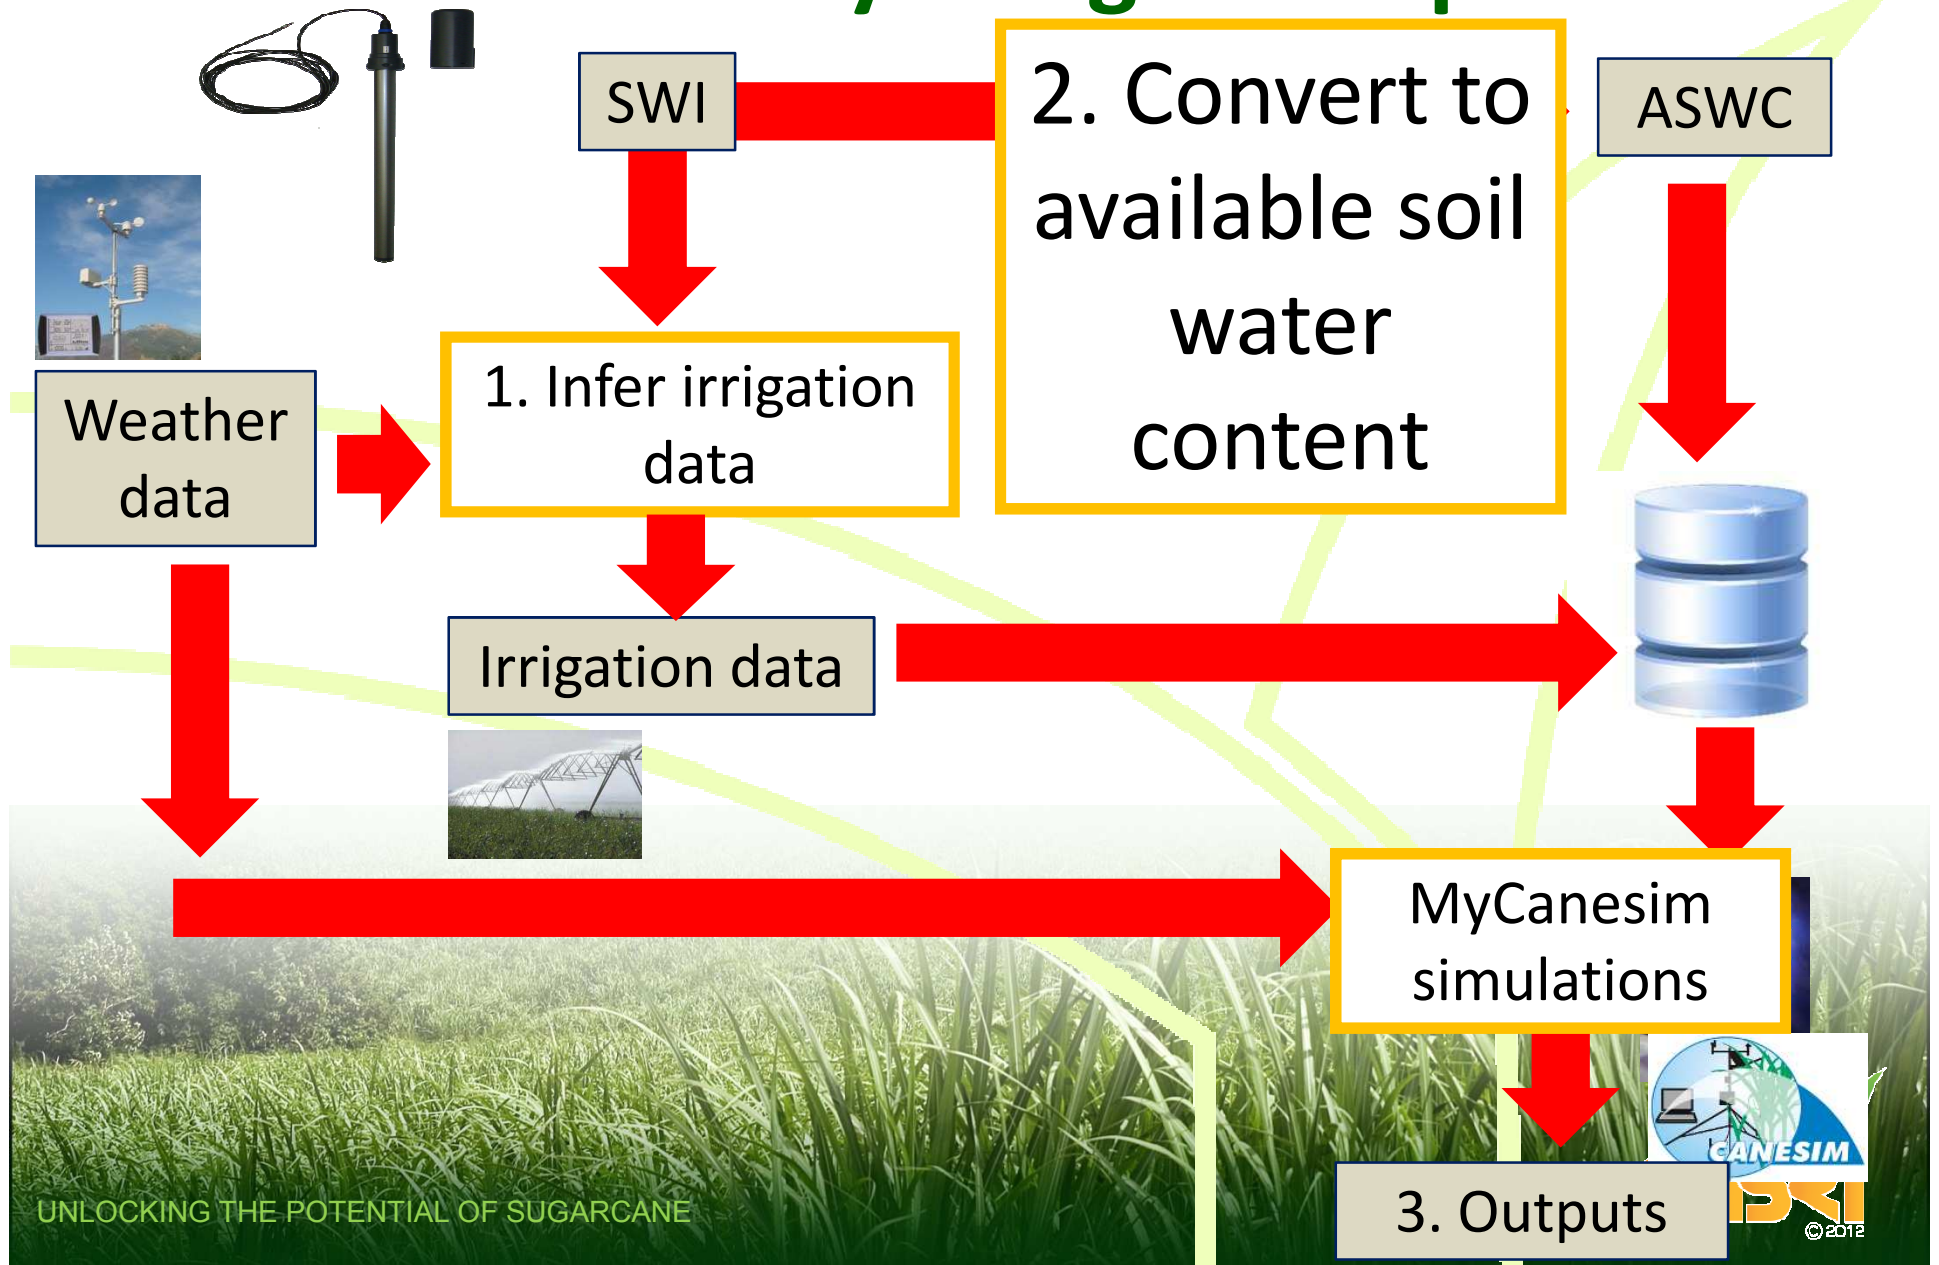 SWI
2. Convert to
available soil
water
content
ASWC
Weather
data
1. Infer irrigation
data
Irrigation data
MyCanesim
simulations
CANESIM
3. Outputs
UNLOCKING THE POTENTIAL OF SUGARCANE
©2012